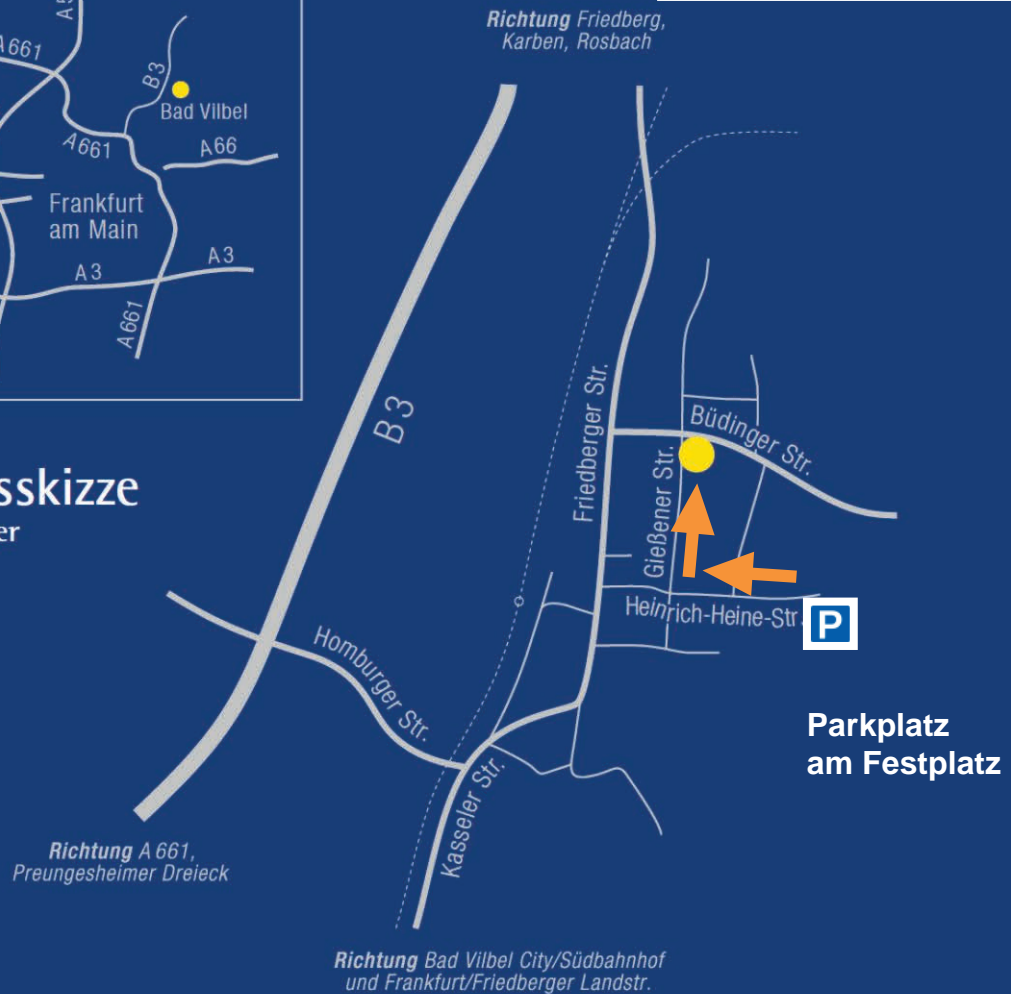 Richtung Friedberg,
Karben, Rosbach
A5
A661
B3
Bad Vilbel
A661
A66
Frankfurt
am Main
A3
A3
A661
B3
Friedberger Str.
Büdinger Str.
Gießener Str.
sskizze
er
Heinrich-Heine-Str.
P
Homburger Str.
Parkplatz
am Festplatz
Kasseler Str.
Richtung A661,
Preungesheimer Dreieck
Richtung Bad Vilbel City/Südbahnhof
und Frankfurt/Friedberger Landstr.